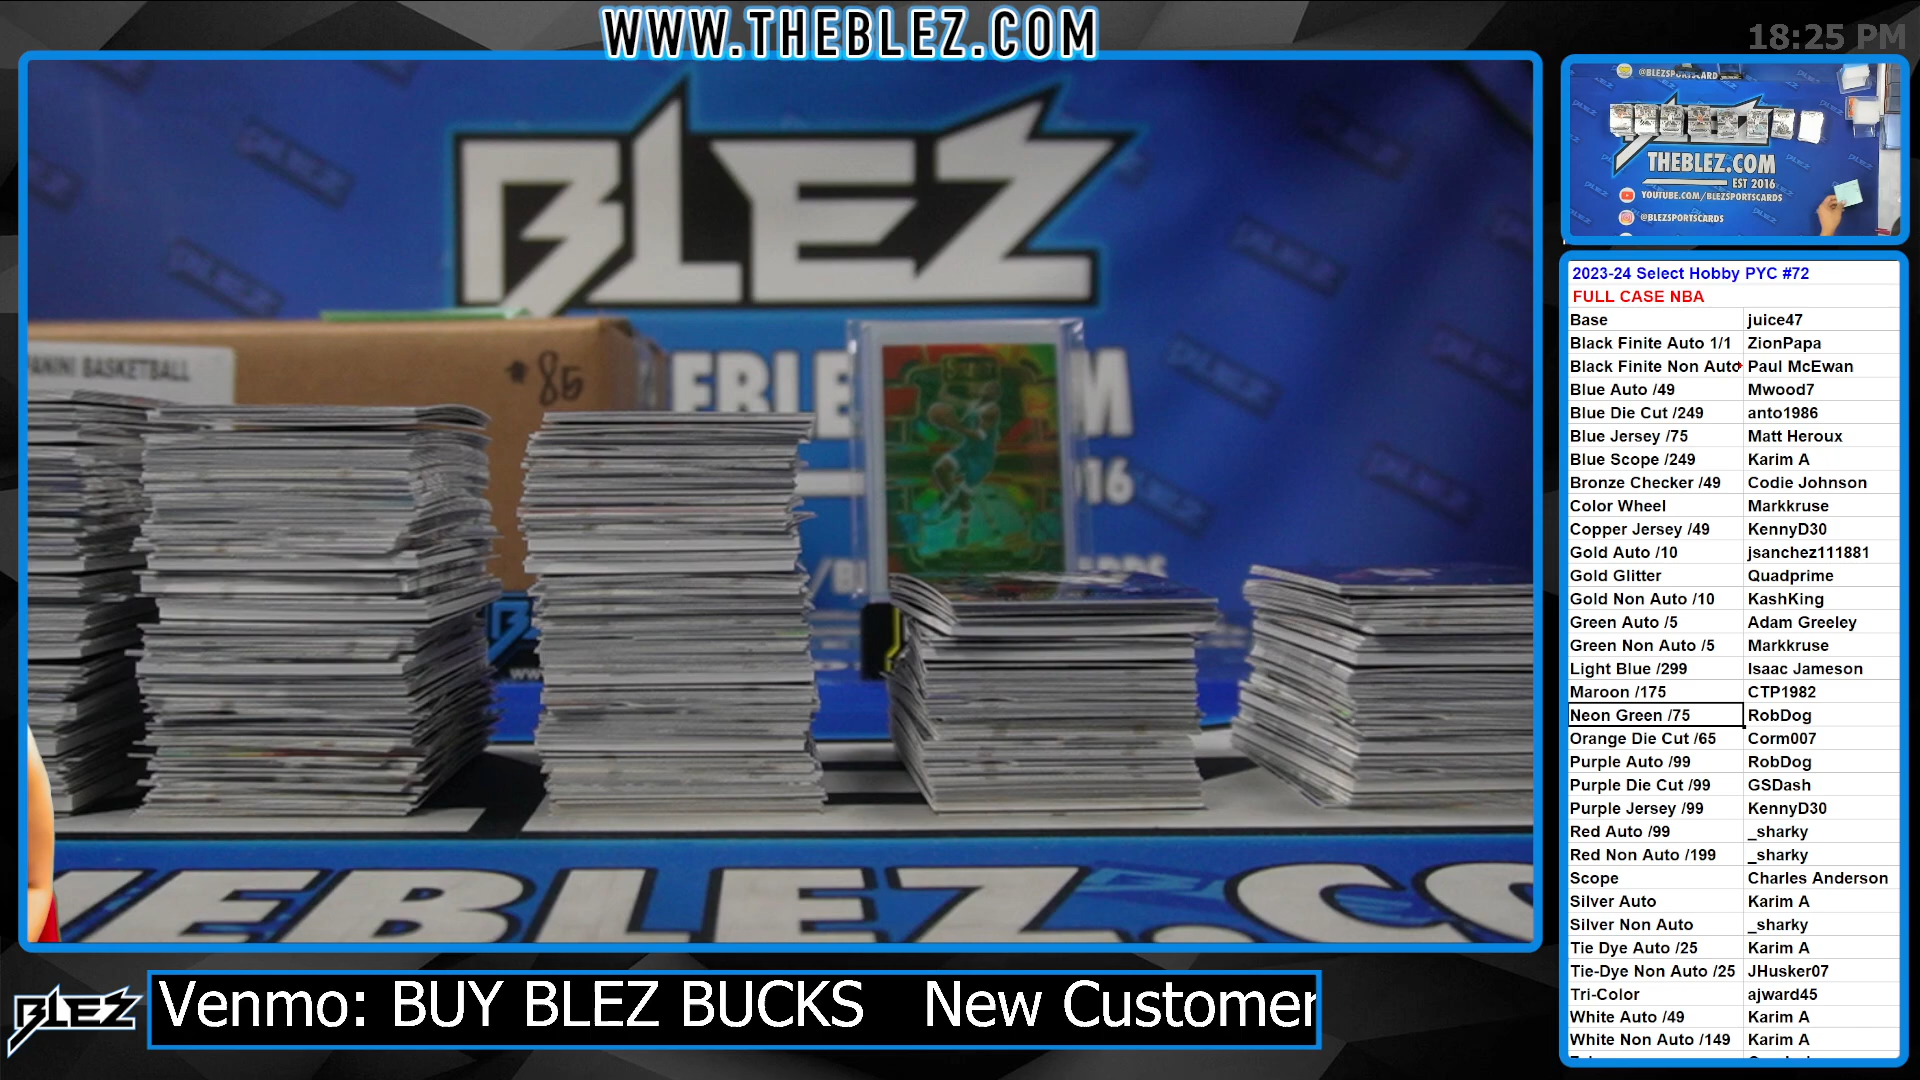 WWW.THEBLEZ.COM
18:25 PM
BLEZ
PANINI BASKETBALL
#85
@BLEZSPORTSCARD
THEBLEZ.COM
EST 2016
YOUTUBE.COM/BLEZSPORTSCARDS
@BLEZSPORTSCARDS
2023-24 Select Hobby PYC #72
FULL CASE NBA
Base juice47
Black Finite Auto 1/1 ZionPapa
Black Finite Non Auto Paul McEwan
Blue Auto /49 Mwood7
Blue Die Cut /249 anto1986
Blue Jersey /75 Matt Heroux
Blue Scope /249 Karim A
Bronze Checker /49 Codie Johnson
Color Wheel Markkruse
Copper Jersey /49 KennyD30
Gold Auto /10 jsanchez111881
Gold Glitter Quadprime
Gold Non Auto /10 KashKing
Green Auto /5 Adam Greeley
Green Non Auto /5 Markkruse
Light Blue /299 Isaac Jameson
Maroon /175 CTP1982
Neon Green /75 RobDog
Orange Die Cut /65 Corm007
Purple Auto /99 RobDog
Purple Die Cut /99 GSDash
Purple Jersey /99 KennyD30
Red Auto /99 _sharky
Red Non Auto /199 _sharky
Scope Charles Anderson
Silver Auto Karim A
Silver Non Auto _sharky
Tie Dye Auto /25 Karim A
Tie-Dye Non Auto /25 JHusker07
Tri-Color ajward45
White Auto /49 Karim A
White Non Auto /149 Karim A
BLEZ
Venmo: BUY BLEZ BUCKS New Customer